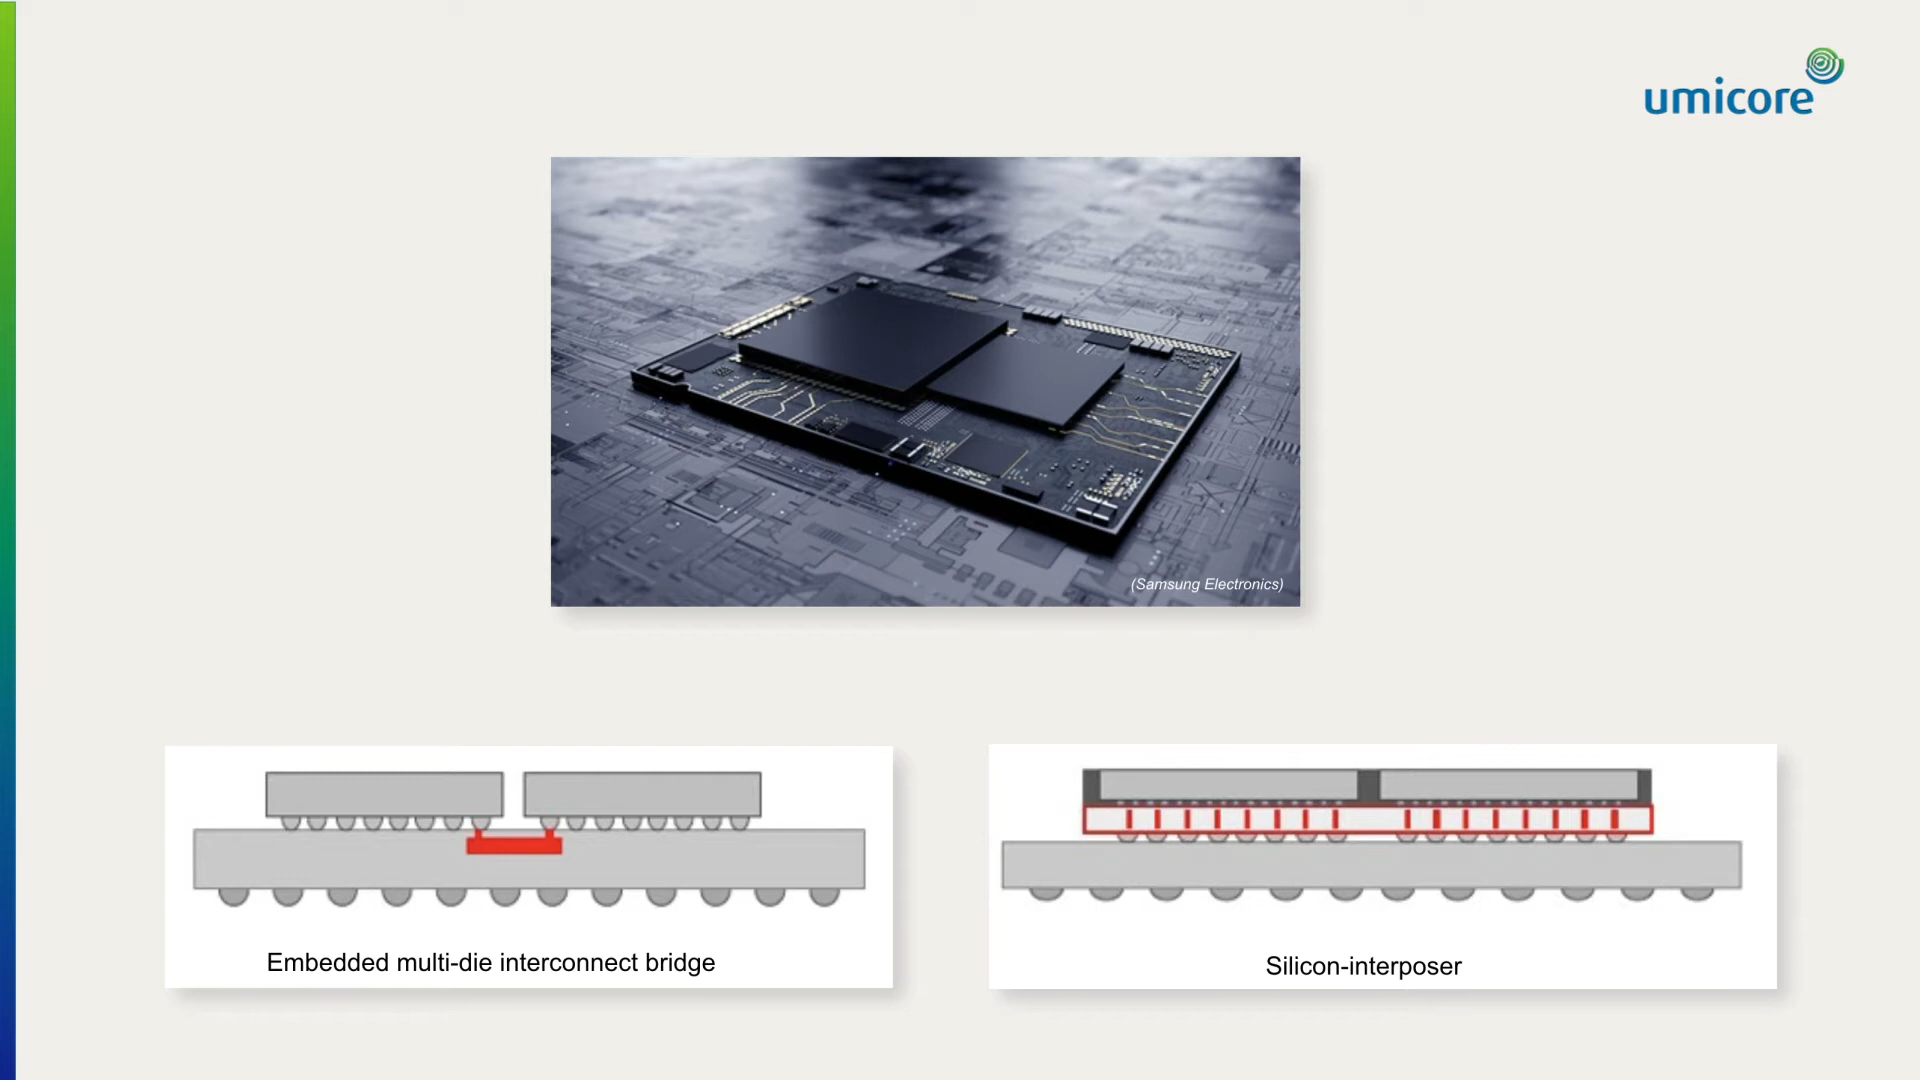 umicore
(Samsung Electronics)
Embedded multi-die interconnect bridge
Silicon-interposer